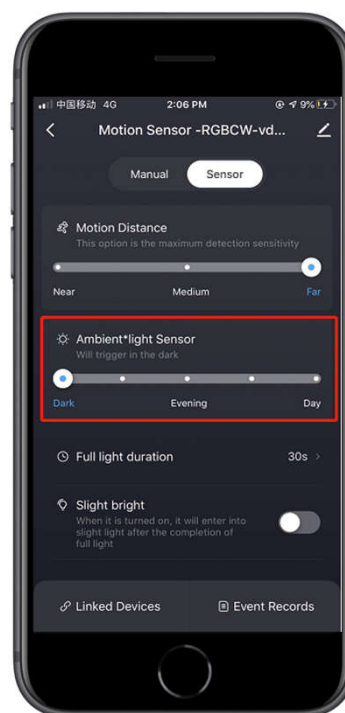 中国移动 4G 2:06 PM 9%
Motion Sensor -RGBCW-vd...
Manual Sensor
Motion Distance
This option is the maximum detection sensitivity
Near Medium Far
Ambient*light Sensor
Will trigger in the dark
Dark Evening Day
Full light duration 30s
Slight bright
When it is turned on, it will enter into
slight light after the completion of
full light
Linked Devices Event Records